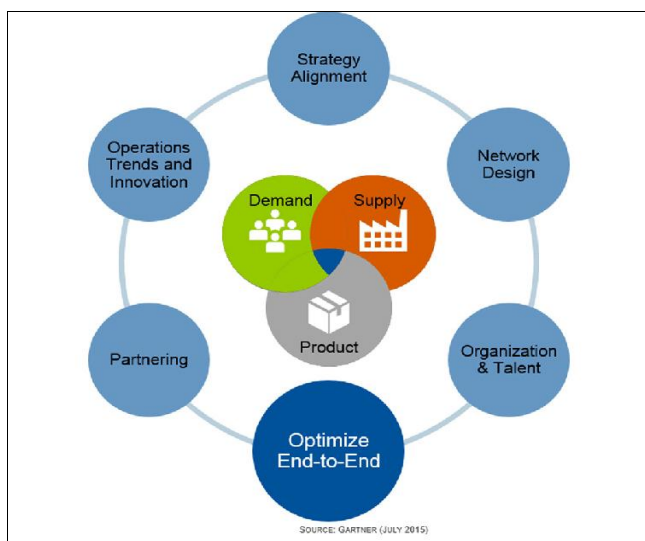 Strategy
Alignment
Operations
Trends and
Innovation
Network
Design
Demand
Supply
Product
Partnering
Organization
& Talent
Optimize
End-to-End
SOURCE: GARTNER (JULY 2015)